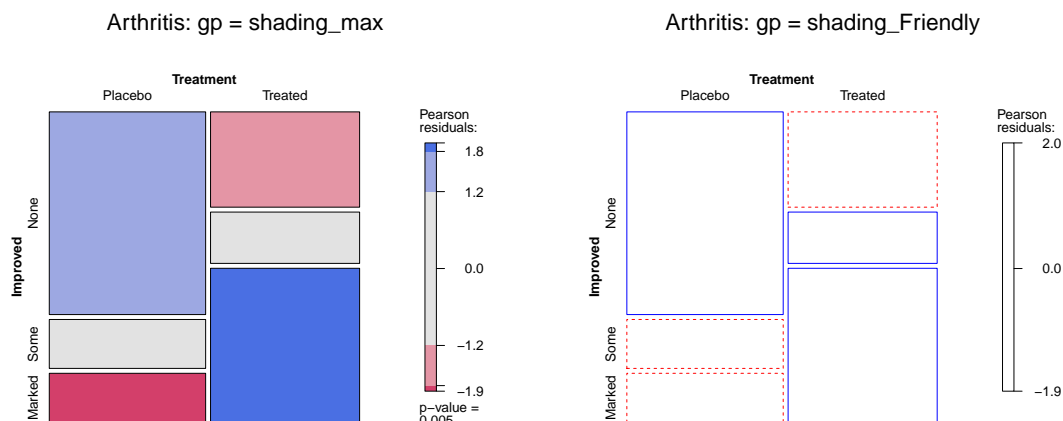 Arthritis: gp = shading_max
Treatment
Placebo Treated
Improved
None
Some
Marked
Pearson
residuals:
1.8
1.2
0.0
−1.2
−1.9
p−value =
0.005
Arthritis: gp = shading_Friendly
Treatment
Placebo Treated
Improved
None
Some
Marked
Pearson
residuals:
2.0
0.0
−1.9